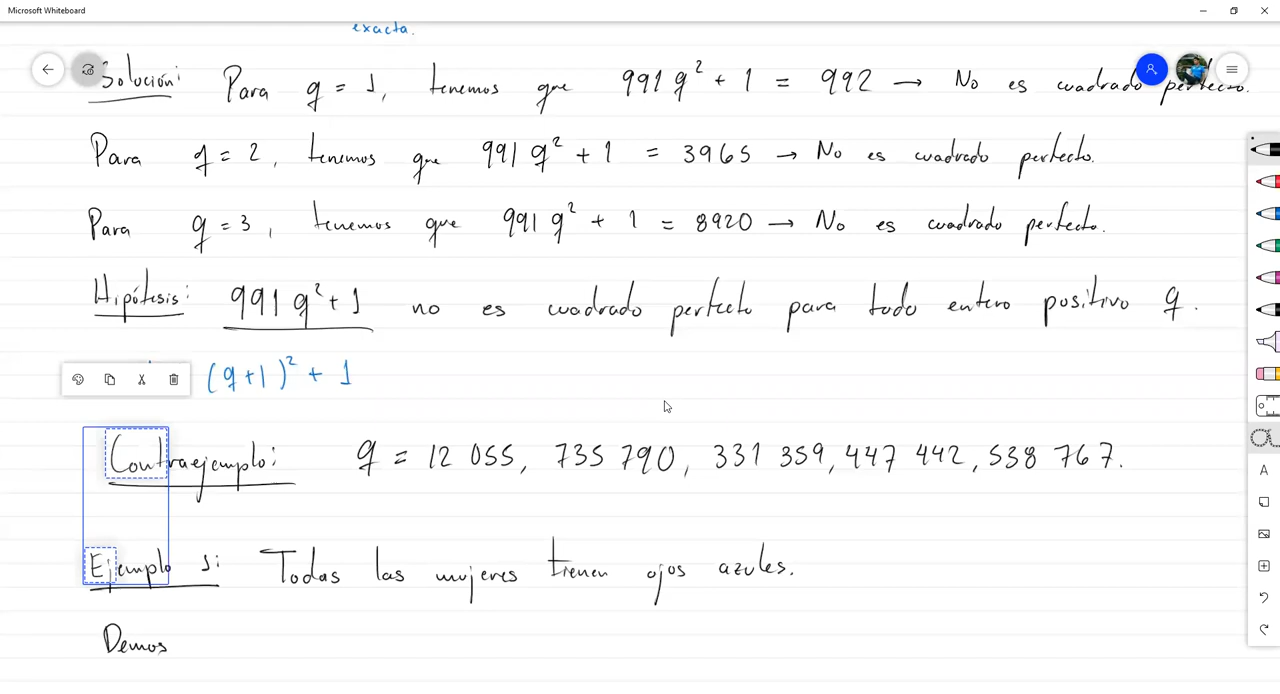 Microsoft Whiteboard
exacta.
Solución: Para q = 1, tenemos que 991 q² + 1 = 992 → No es cuadrado perfecto.
Para q = 2, tenemos que 991 q² + 1 = 3965 → No es cuadrado perfecto.
Para q = 3, tenemos que 991 q² + 1 = 8920 → No es cuadrado perfecto.
Hipótesis: 991 q² + 1 no es cuadrado perfecto para todo entero positivo q.
(q+1)² + 1
Contraejemplo: q = 12 055, 735 790, 331 359, 447 442, 538 767.
Ejemplo 1: Todas las mujeres tienen ojos azules.
Demos